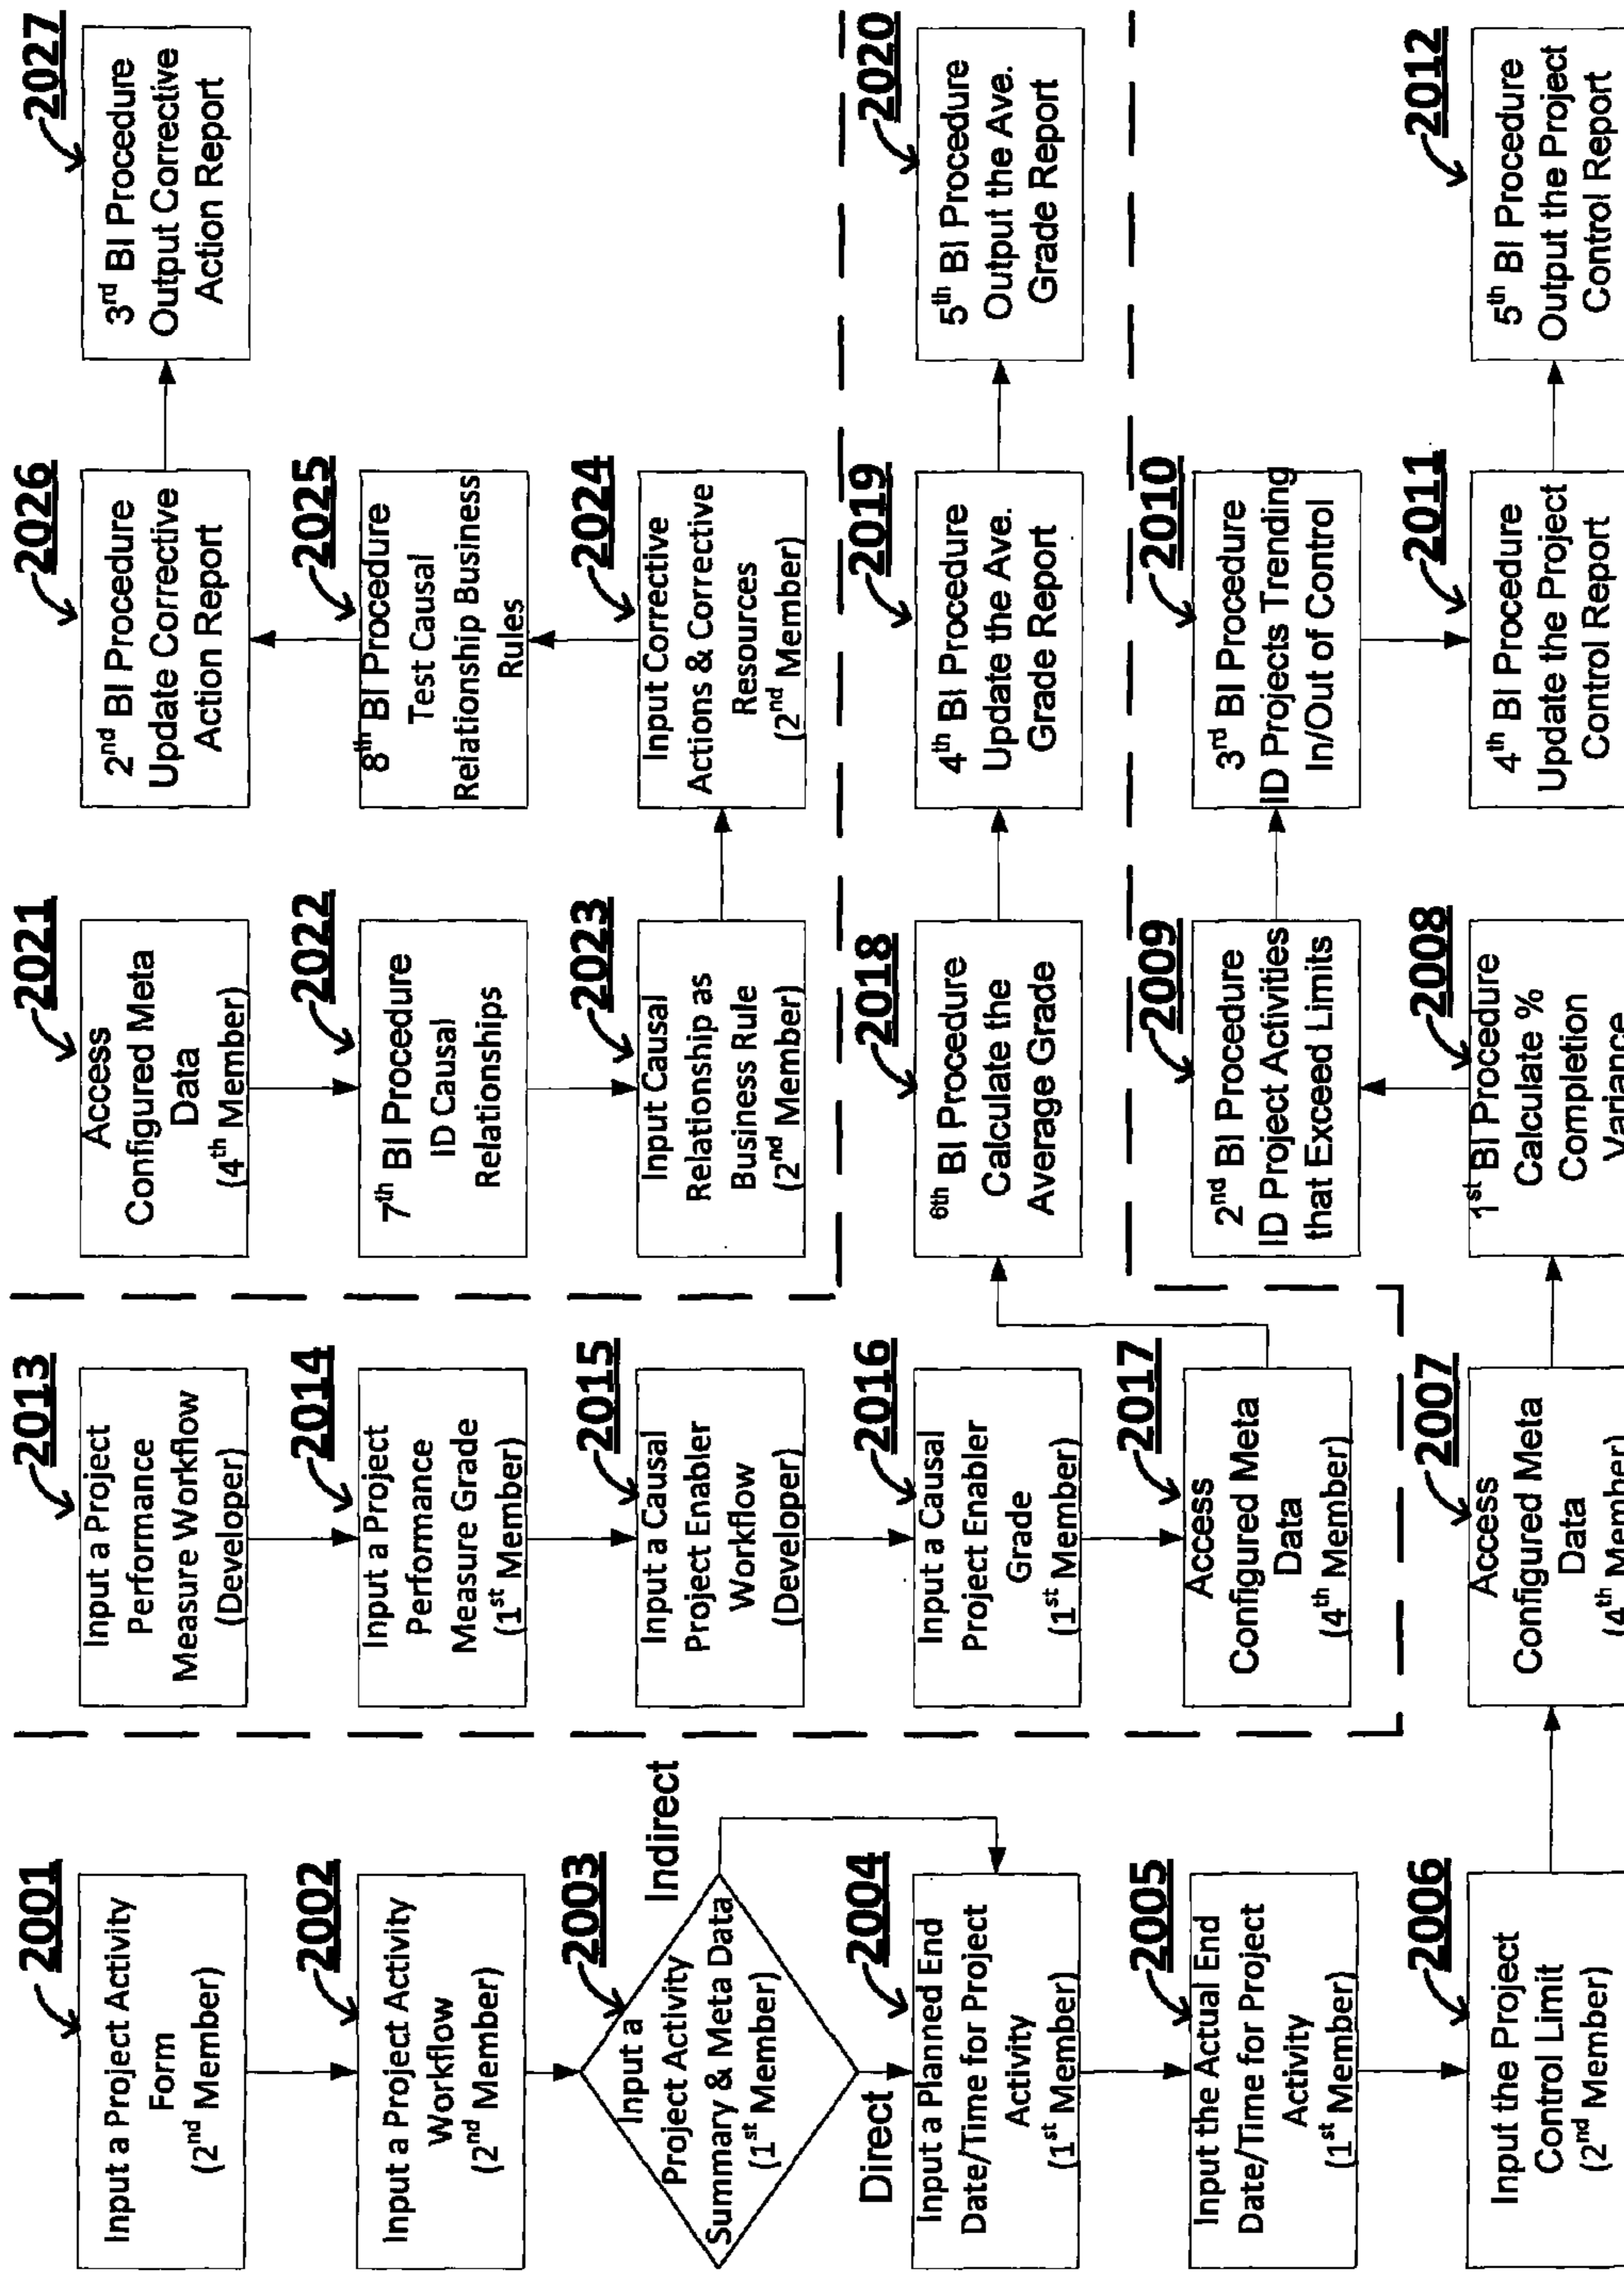 2001
Input a Project Activity
Form
(2nd Member)
2002
Input a Project Activity
Workflow
(2nd Member)
2003
Input a
Project Activity
Summary & Meta Data
(1st Member)
Indirect
Direct
2004
Input a Planned End
Date/Time for Project
Activity
(1st Member)
2005
Input the Actual End
Date/Time for Project
Activity
(1st Member)
2006
Input the Project
Control Limit
(2nd Member)
2007
Access
Configured Meta
Data
(4th Member)
2008
1st BI Procedure
Calculate %
Completion
Variance
2009
2nd BI Procedure
ID Project Activities
that Exceed Limits
2010
3rd BI Procedure
ID Projects Trending
In/Out of Control
2011
4th BI Procedure
Update the Project
Control Report
2012
5th BI Procedure
Output the Project
Control Report
2013
Input a Project
Performance
Measure Workflow
(Developer)
2014
Input a Project
Performance
Measure Grade
(1st Member)
2015
Input a Causal
Project Enabler
Workflow
(Developer)
2016
Input a Causal
Project Enabler
Grade
(1st Member)
2017
Access
Configured Meta
Data
(4th Member)
2018
6th BI Procedure
Calculate the
Average Grade
2019
4th BI Procedure
Update the Ave.
Grade Report
2020
5th BI Procedure
Output the Ave.
Grade Report
2021
Access
Configured Meta
Data
(4th Member)
2022
7th BI Procedure
ID Causal
Relationships
2023
Input Causal
Relationship as
Business Rule
(2nd Member)
2024
Input Corrective
Actions & Corrective
Resources
(2nd Member)
2025
8th BI Procedure
Test Causal
Relationship Business
Rules
2026
2nd BI Procedure
Update Corrective
Action Report
2027
3rd BI Procedure
Output Corrective
Action Report